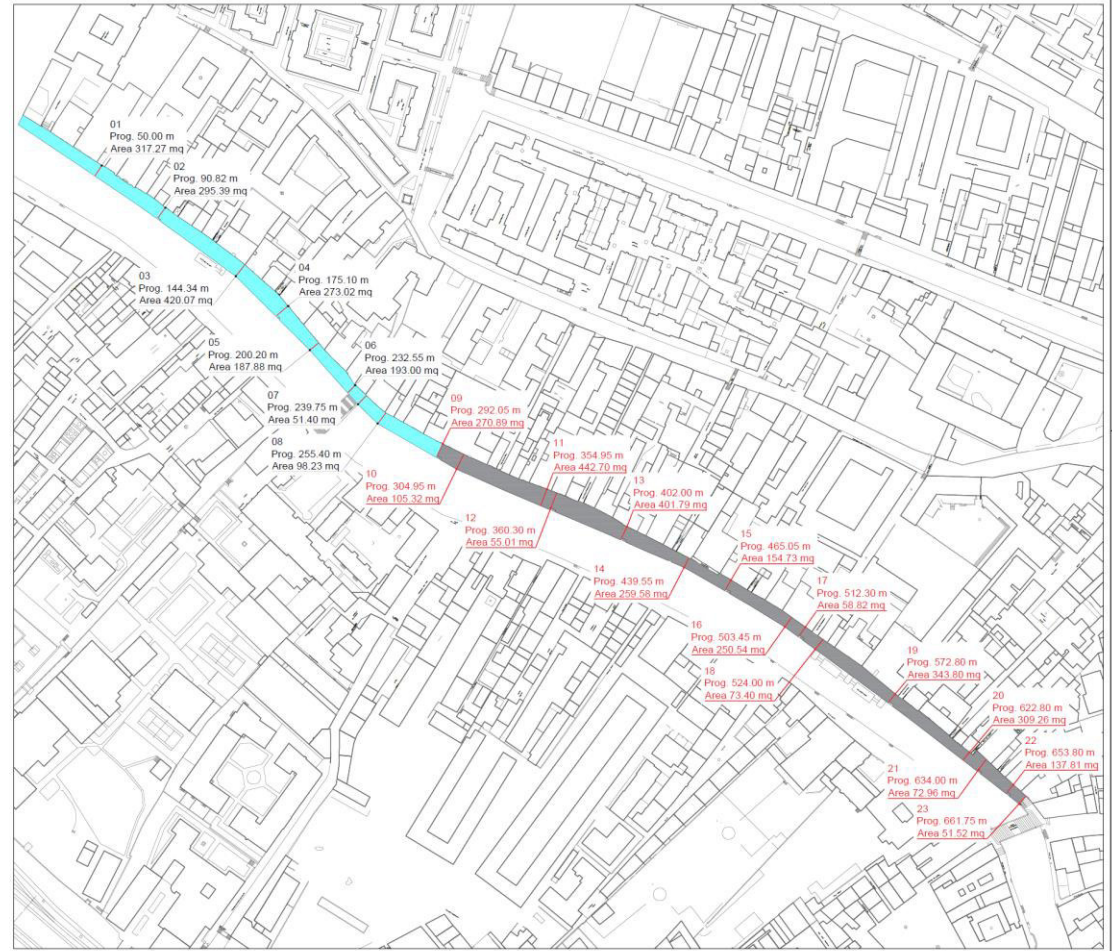 01
Prog. 50.00 m
Area 317.27 mq
02
Prog. 90.82 m
Area 295.39 mq
03
Prog. 144.34 m
Area 420.07 mq
04
Prog. 175.10 m
Area 273.02 mq
05
Prog. 200.20 m
Area 187.88 mq
06
Prog. 232.55 m
Area 193.00 mq
07
Prog. 239.75 m
Area 51.40 mq
08
Prog. 255.40 m
Area 98.23 mq
09
Prog. 292.05 m
Area 270.89 mq
10
Prog. 304.95 m
Area 105.32 mq
11
Prog. 354.95 m
Area 442.70 mq
12
Prog. 360.30 m
Area 55.01 mq
13
Prog. 402.00 m
Area 401.79 mq
14
Prog. 439.55 m
Area 259.58 mq
15
Prog. 465.05 m
Area 154.73 mq
16
Prog. 503.45 m
Area 250.54 mq
17
Prog. 512.30 m
Area 58.82 mq
18
Prog. 524.00 m
Area 73.40 mq
19
Prog. 572.80 m
Area 343.80 mq
20
Prog. 622.80 m
Area 309.26 mq
21
Prog. 634.00 m
Area 72.96 mq
22
Prog. 653.80 m
Area 137.81 mq
23
Prog. 661.75 m
Area 51.52 mq